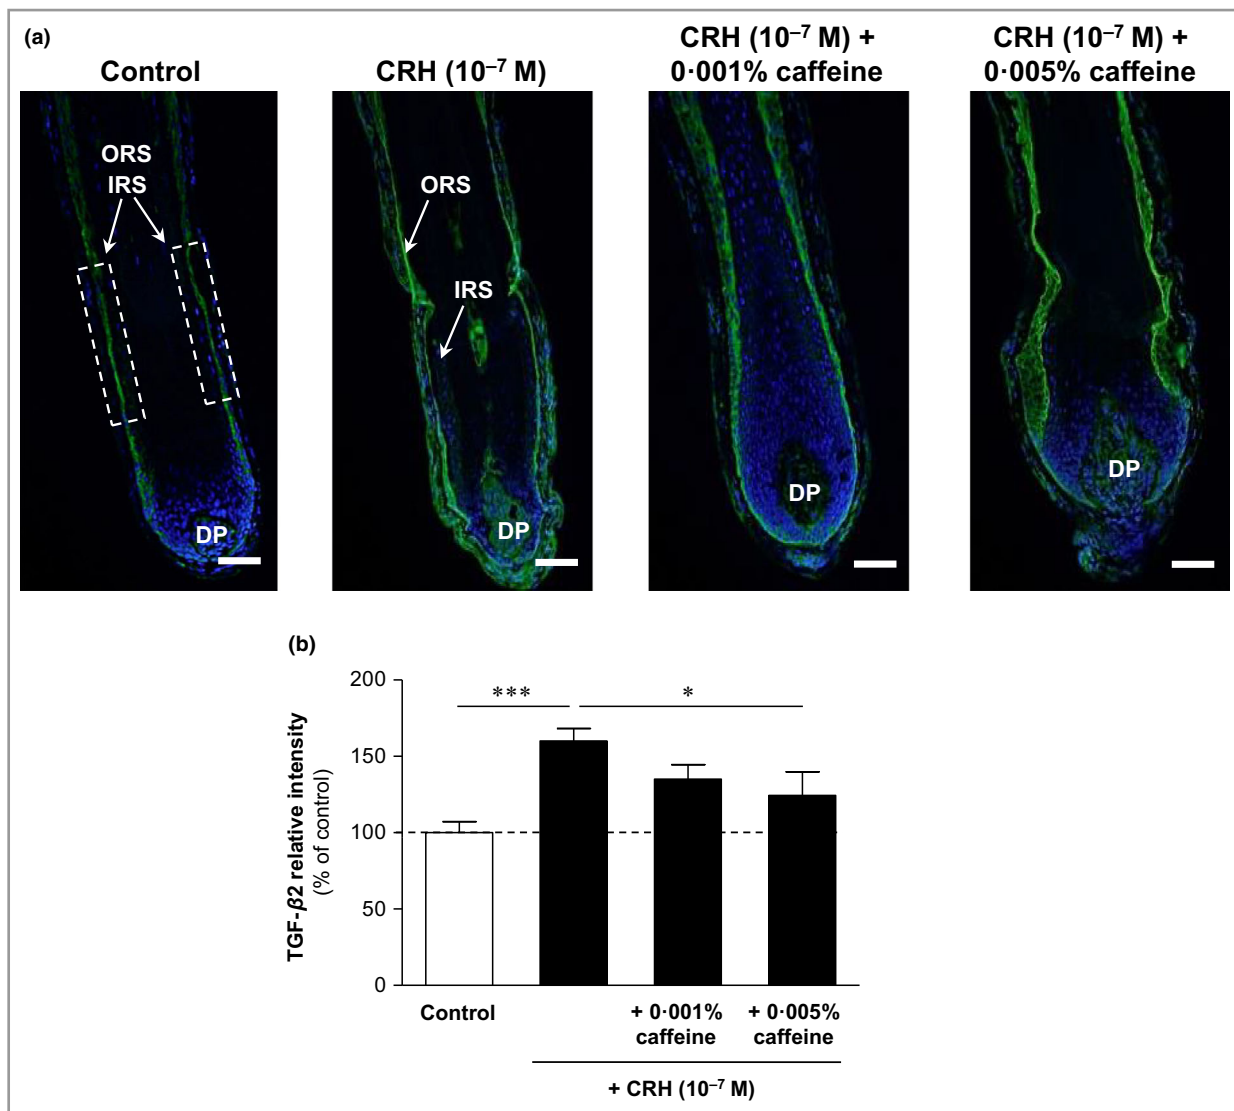 (a)
Control
CRH (10⁻⁷ M)
CRH (10⁻⁷ M) +
0·001% caffeine
CRH (10⁻⁷ M) +
0·005% caffeine
ORS
IRS
DP
ORS
IRS
DP
DP
DP
(b)
TGF-β2 relative intensity
(% of control)
200
150
100
50
0
***
*
Control
+ 0·001%
caffeine
+ 0·005%
caffeine
+ CRH (10⁻⁷ M)